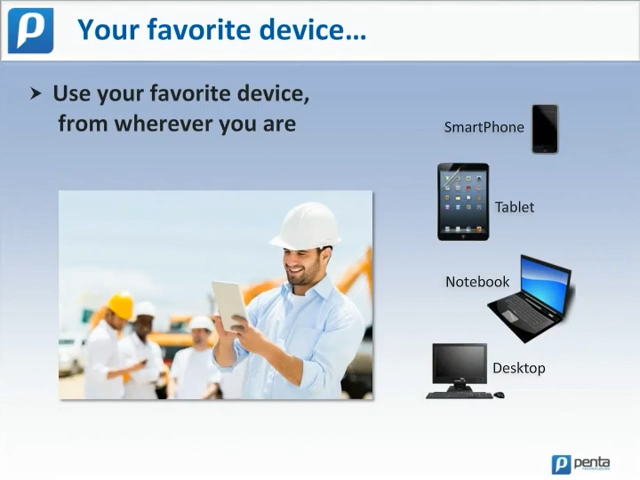 Your favorite device...
Use your favorite device,
from wherever you are
SmartPhone
Tablet
Notebook
Desktop
penta